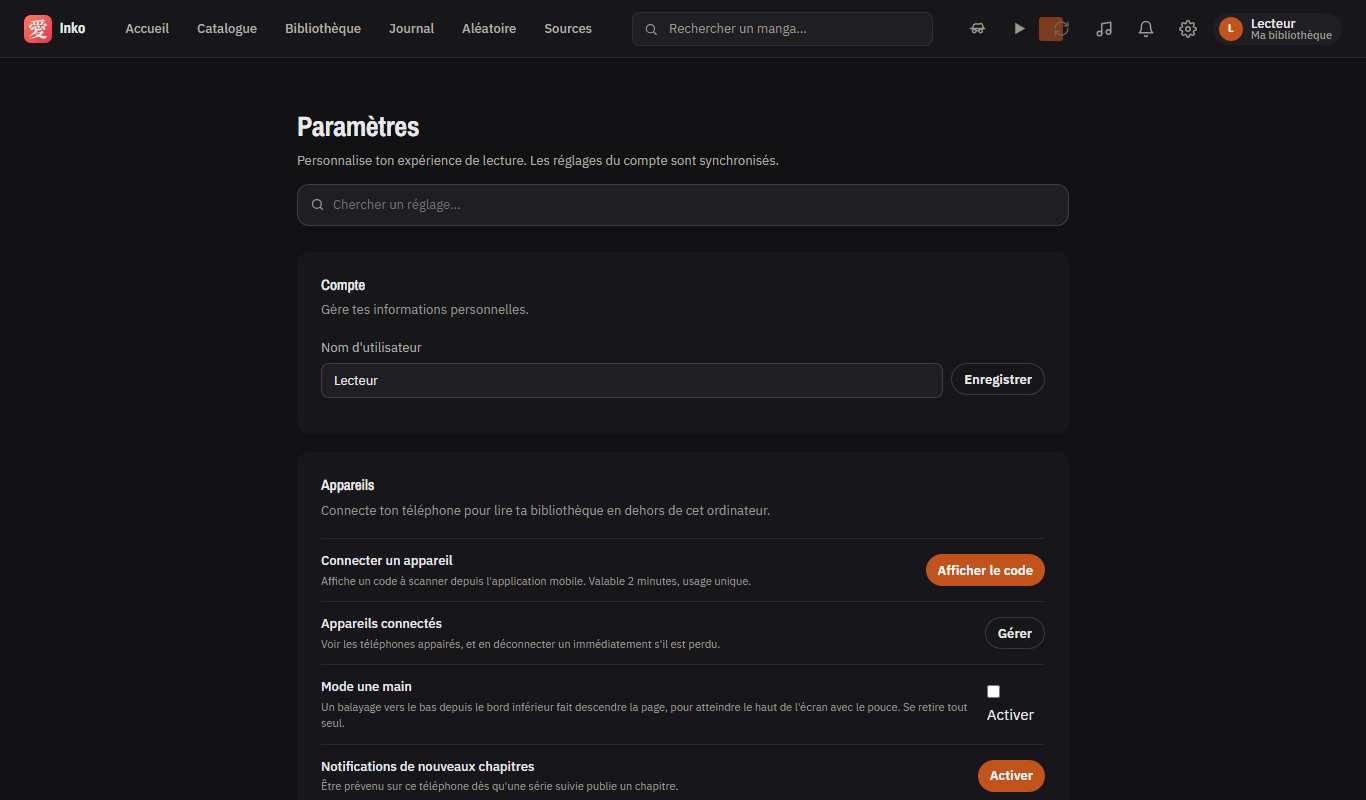 愛 Inko Accueil Catalogue Bibliothèque Journal Aléatoire Sources Rechercher un manga... L Lecteur
Ma bibliothèque
Paramètres
Personnalise ton expérience de lecture. Les réglages du compte sont synchronisés.
Chercher un réglage...
Compte
Gère tes informations personnelles.
Nom d'utilisateur
Lecteur Enregistrer
Appareils
Connecte ton téléphone pour lire ta bibliothèque en dehors de cet ordinateur.
Connecter un appareil
Affiche un code à scanner depuis l'application mobile. Valable 2 minutes, usage unique.
Afficher le code
Appareils connectés
Voir les téléphones appairés, et en déconnecter un immédiatement s'il est perdu.
Gérer
Mode une main
Un balayage vers le bas depuis le bord inférieur fait descendre la page, pour atteindre le haut de l'écran avec le pouce. Se retire tout
seul.
Activer
Notifications de nouveaux chapitres
Être prévenu sur ce téléphone dès qu'une série suivie publie un chapitre.
Activer